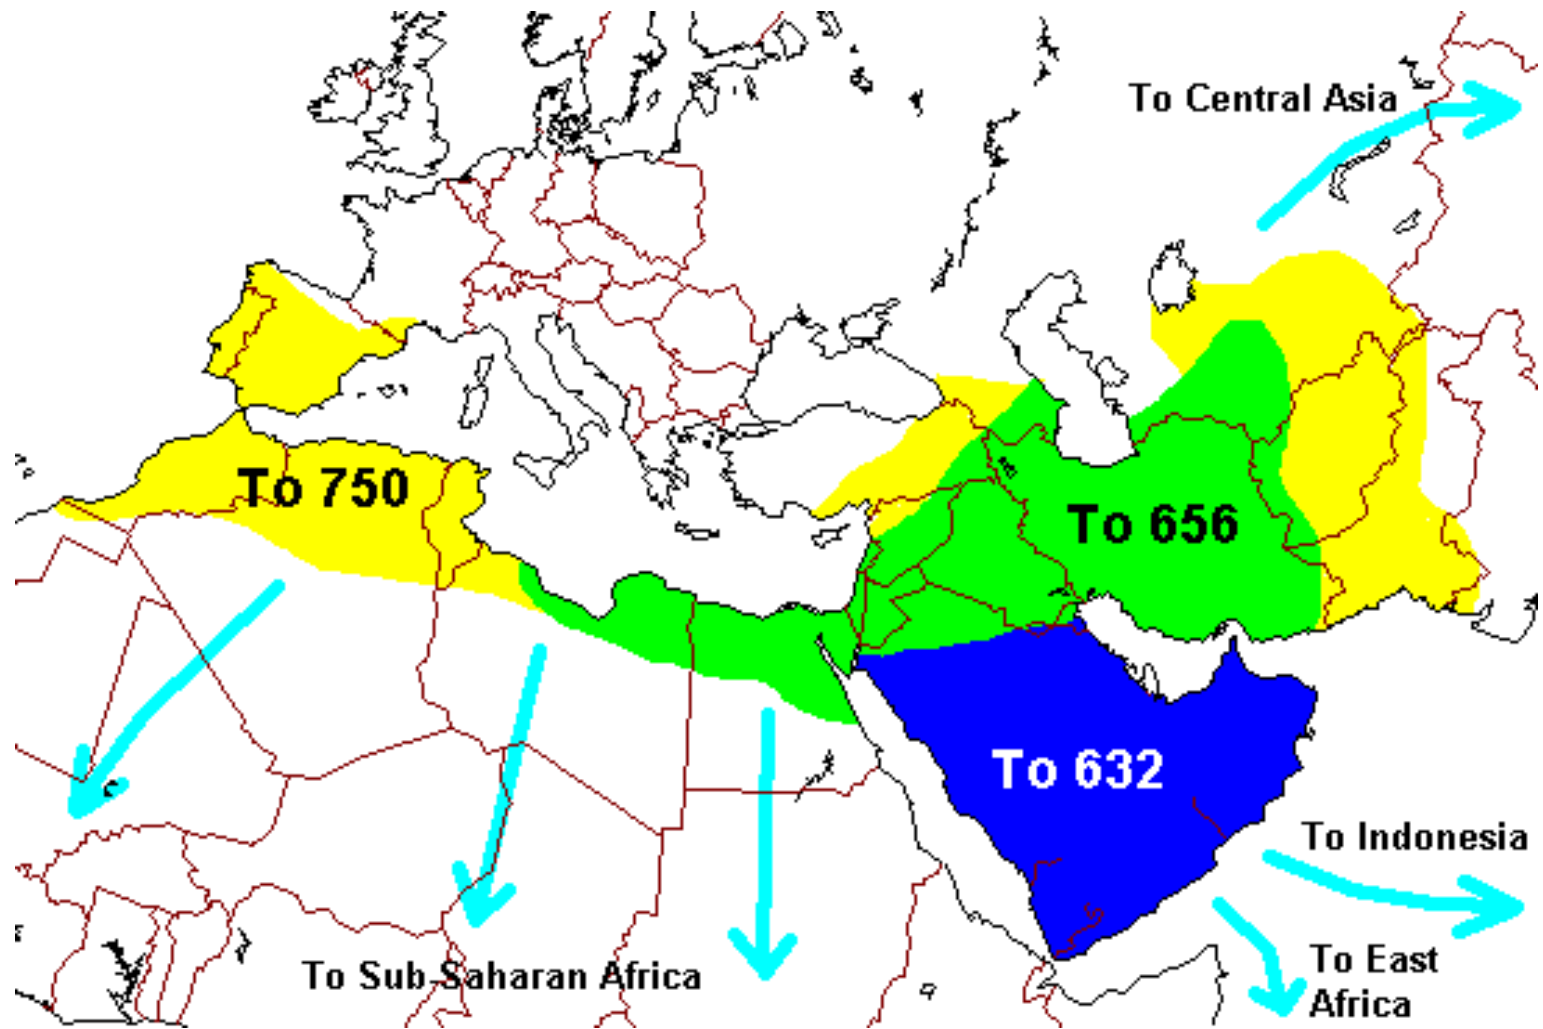 To Central Asia
To 750
To 656
To 632
To Indonesia
To Sub-Saharan Africa
To East
Africa